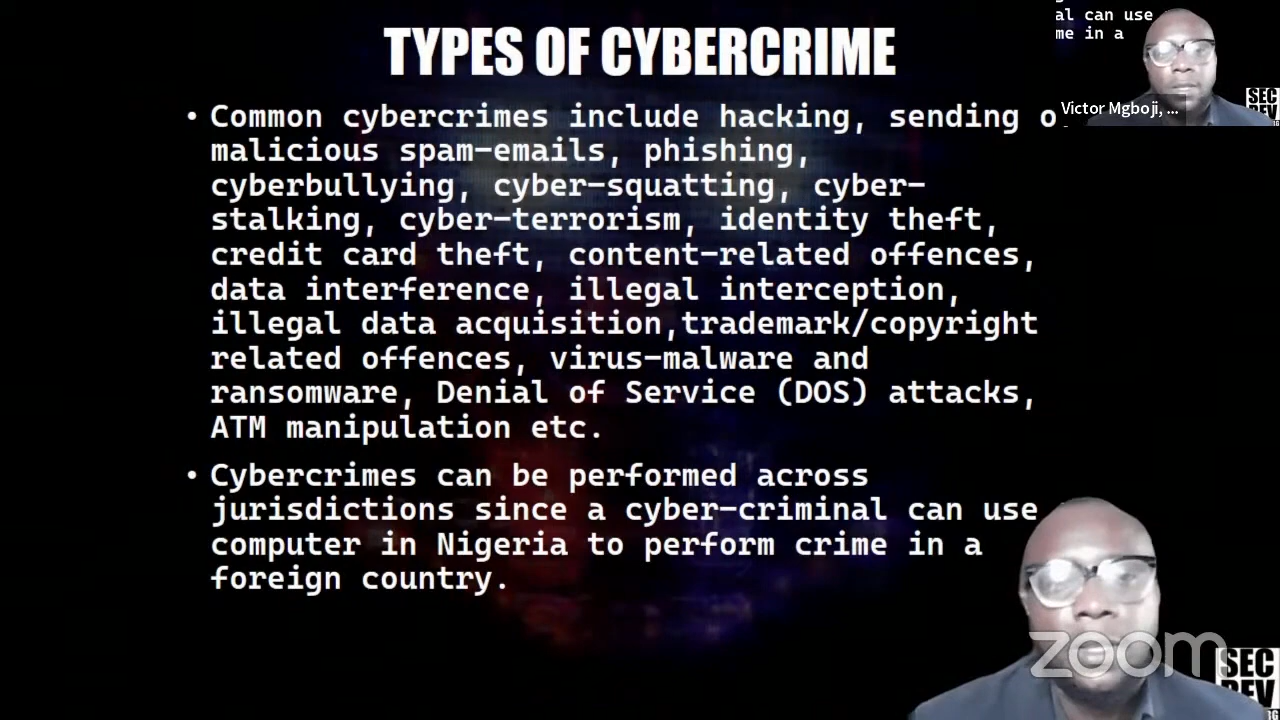 TYPES OF CYBERCRIME
• Common cybercrimes include hacking, sending
malicious spam-emails, phishing,
cyberbullying, cyber-squatting, cyber-
stalking, cyber-terrorism, identity theft,
credit card theft, content-related offences,
data interference, illegal interception,
illegal data acquisition,trademark/copyright
related offences, virus-malware and
ransomware, Denial of Service (DOS) attacks,
ATM manipulation etc.
• Cybercrimes can be performed across
jurisdictions since a cyber-criminal can use
computer in Nigeria to perform crime in a
foreign country.
al can use
me in a
Victor Mgboji, ...
SEC
zoom
SEC
REV